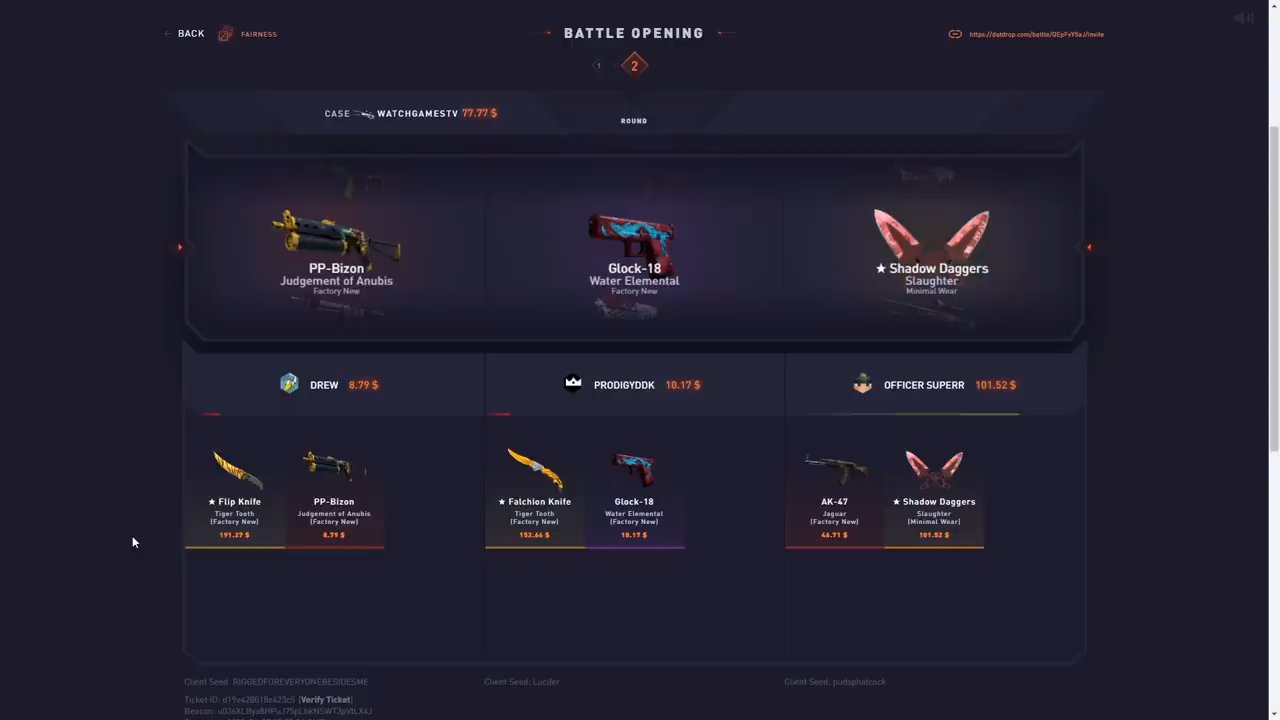 BACK
FAIRNESS
BATTLE OPENING
https://datdrop.com/battle/QEpFvY5aJ/invite
1
2
CASE WATCHGAMESTV 77.77 $
ROUND
PP-Bizon
Judgement of Anubis
Factory New
Glock-18
Water Elemental
Factory New
★ Shadow Daggers
Slaughter
Minimal Wear
DREW 8.79 $
PRODIGYDDK 10.17 $
OFFICER SUPERR 101.52 $
★ Flip Knife
Tiger Tooth
(Factory New)
191.27 $
PP-Bizon
Judgement of Anubis
(Factory New)
8.79 $
★ Falchion Knife
Tiger Tooth
(Factory New)
152.66 $
Glock-18
Water Elemental
(Factory New)
10.17 $
AK-47
Jaguar
(Factory New)
46.71 $
★ Shadow Daggers
Slaughter
(Minimal Wear)
101.52 $
Client Seed: RIGGEDFOREVERYONEBESIDESME
Client Seed: Lucifer
Client Seed: pudsphatcock
Ticket ID: d19e428618e423c5 [Verify Ticket]
Beacon: